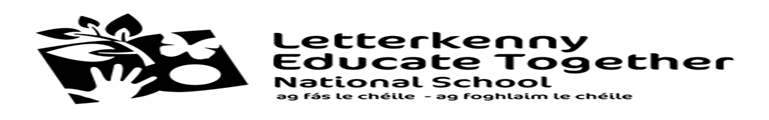 Letterkenny
Educate Together
National School
ag fás le chéile - ag foghlaim le chéile